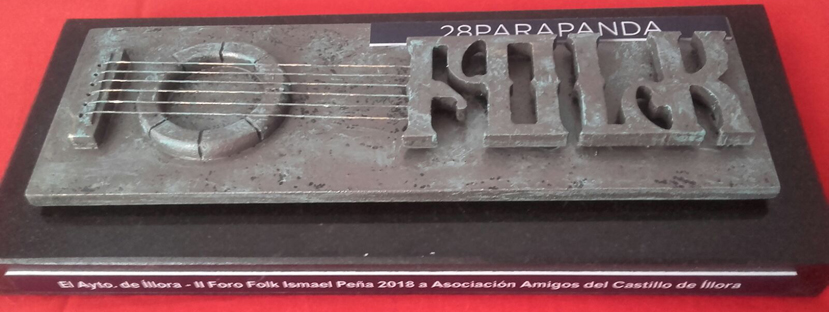 28PARAPANDA
FOLK
El Ayto. de Íllora - II Foro Folk Ismael Peña 2018 a Asociación Amigos del Castillo de Íllora